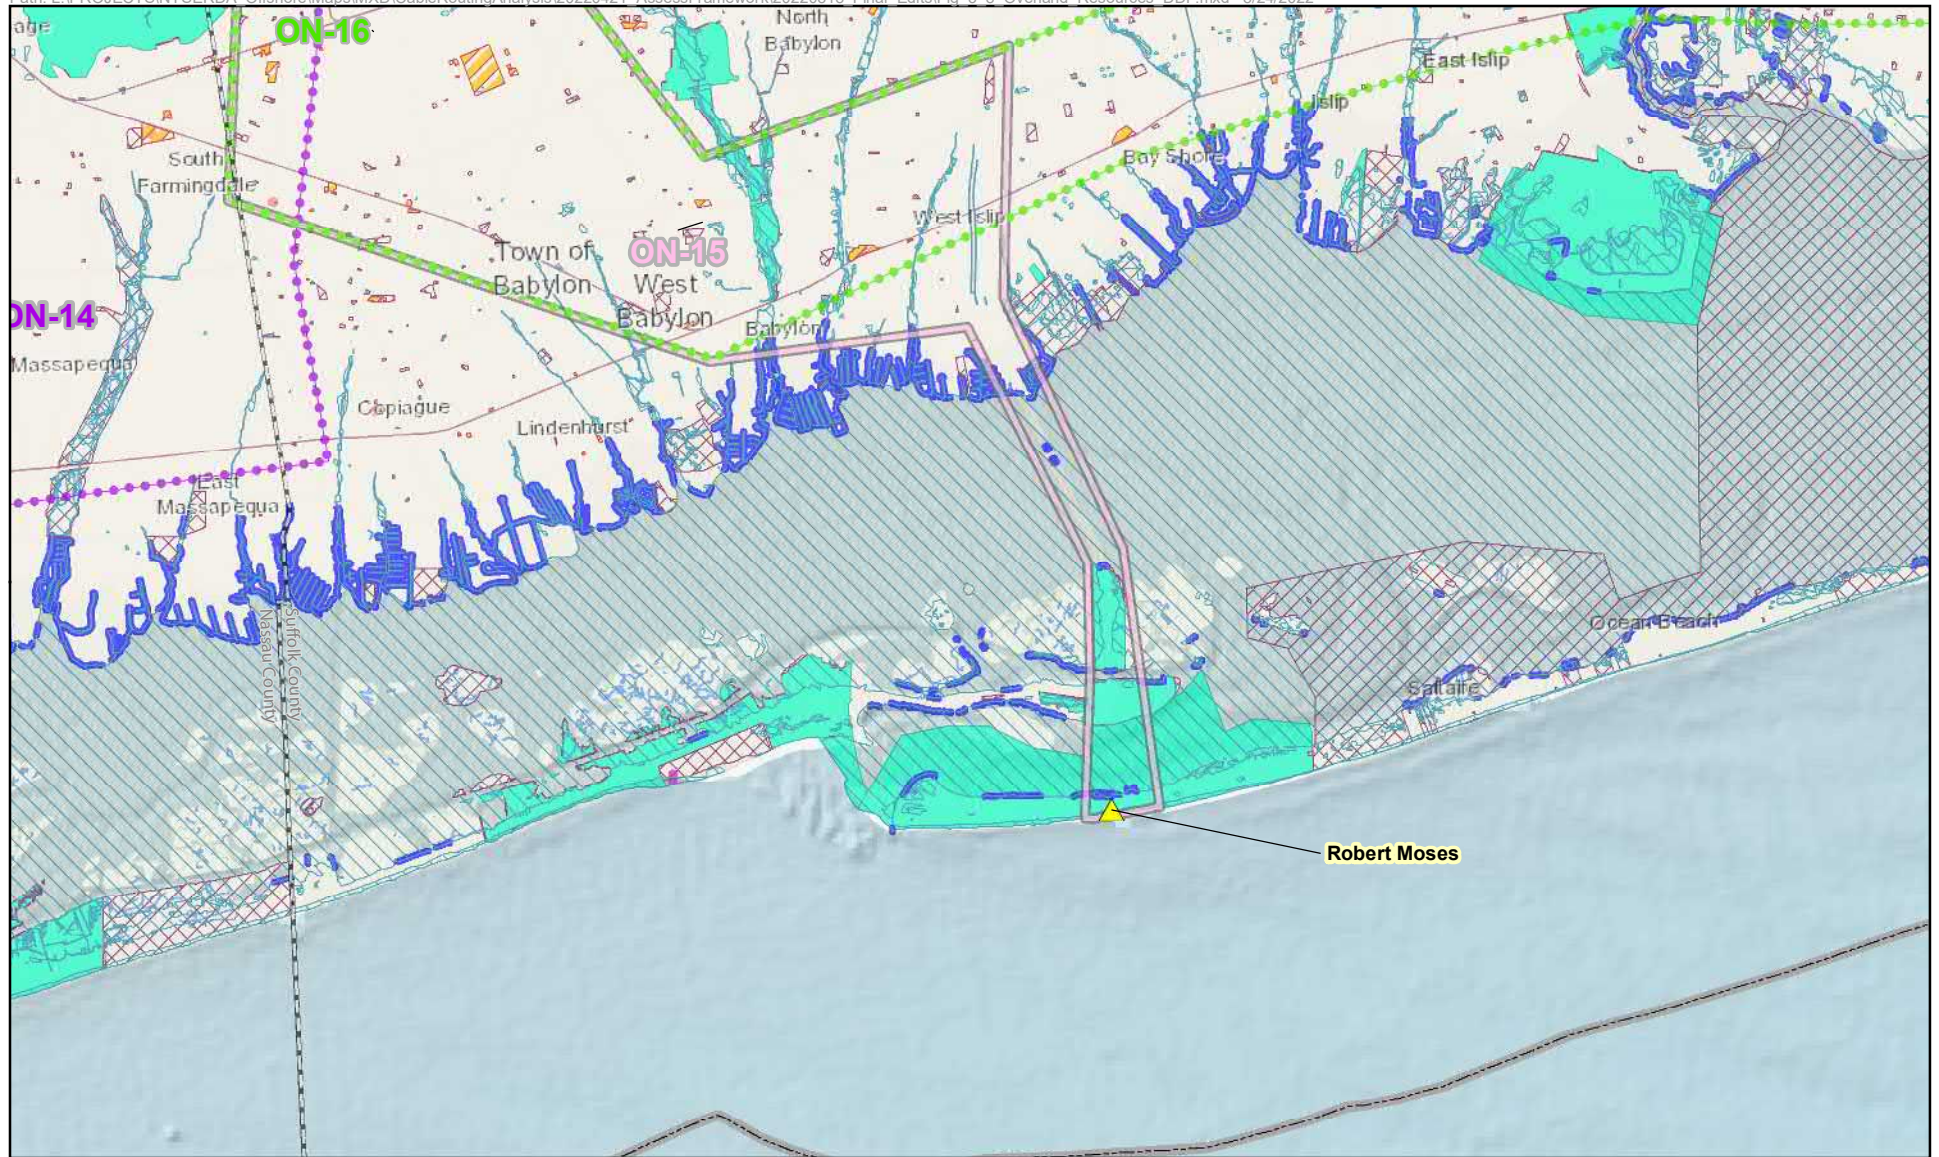 age
ON-16
North
Babylon
East Islip
Islip
Bay Shore
South
Farmingdale
West Islip
Town of
Babylon
ON-15
West
Babylon
Babylon
ON-14
Massapequa
Copiague
Lindenhurst
East
Massapequa
Nassau County
Suffolk County
Ocean Beach
Saltaire
Robert Moses